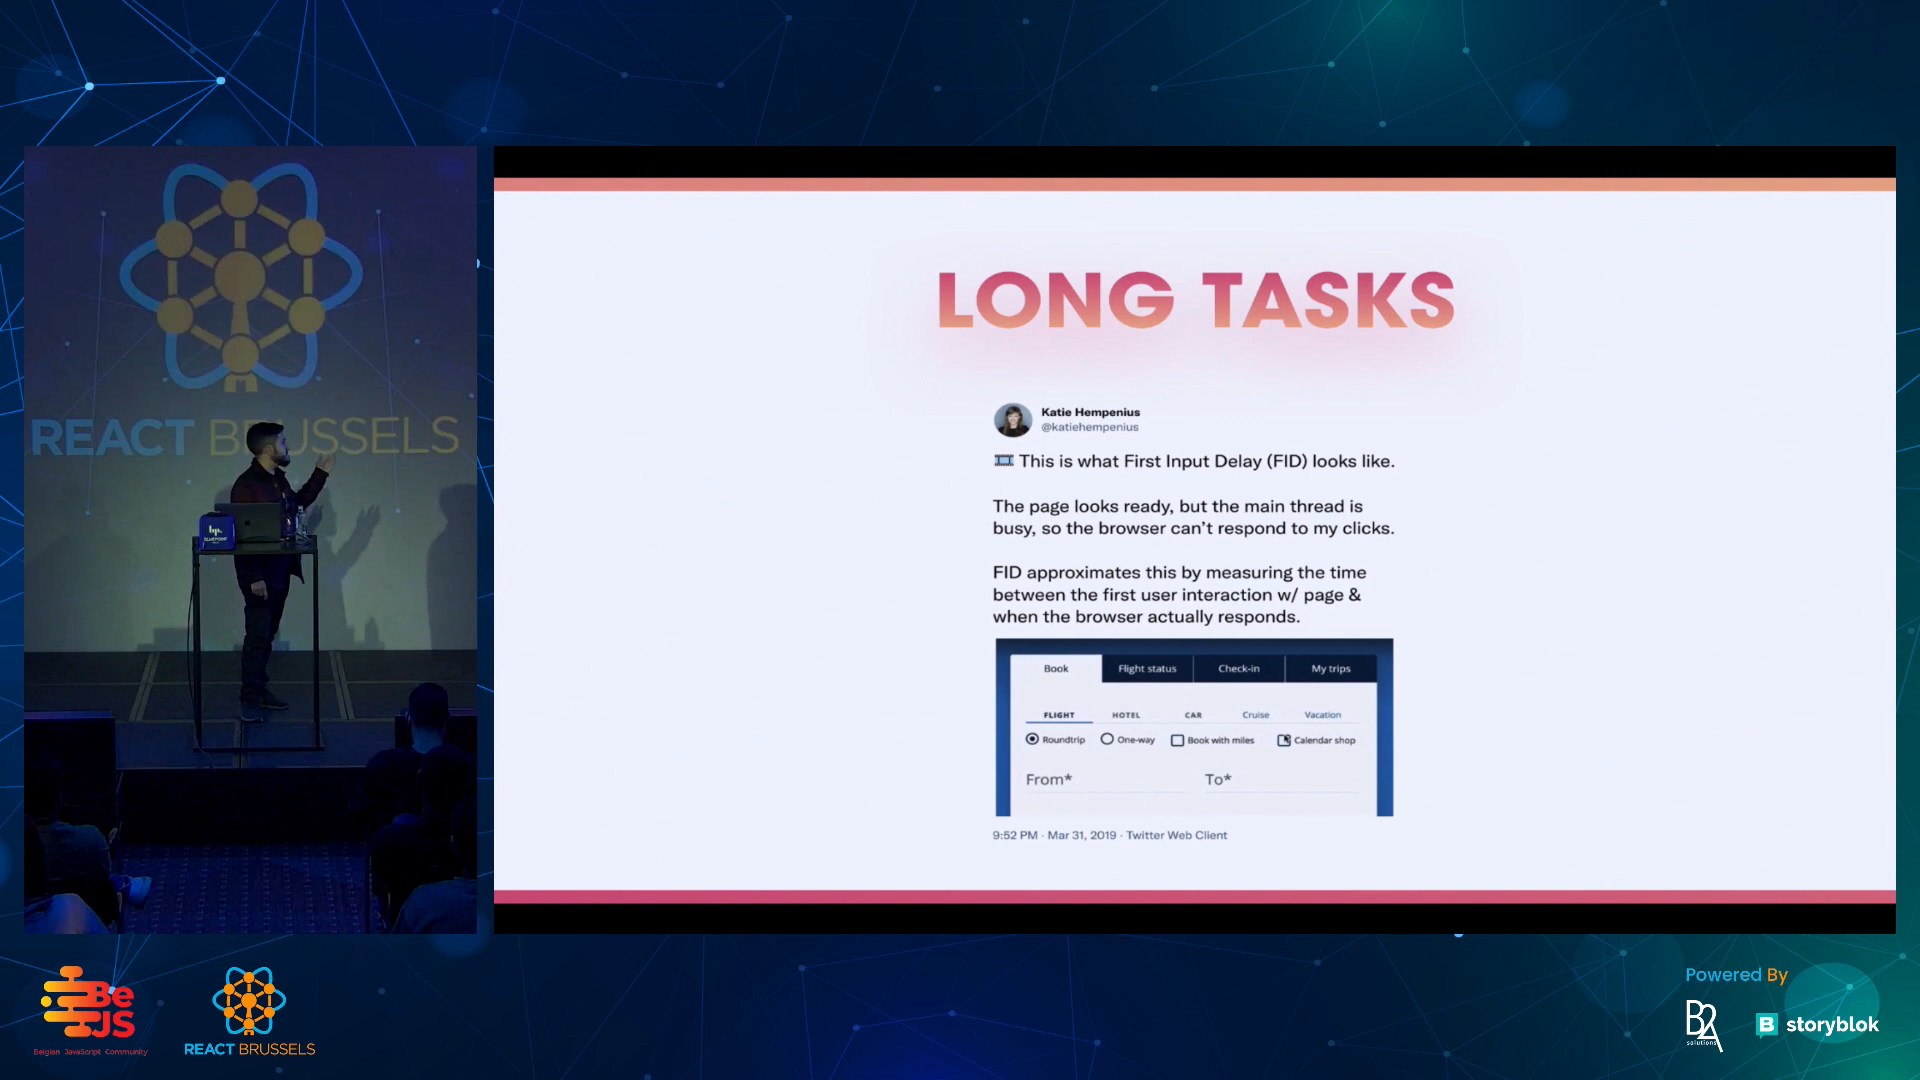 REACT BRUSSELS
LONG TASKS
Katie Hempenius
@katiehempenius
This is what First Input Delay (FID) looks like.
The page looks ready, but the main thread is
busy, so the browser can't respond to my clicks.
FID approximates this by measuring the time
between the first user interaction w/ page &
when the browser actually responds.
Book Flight status Check-in My trips
FLIGHT HOTEL CAR Cruise Vacation
Roundtrip One-way Book with miles Calendar shop
From* To*
9:52 PM · Mar 31, 2019 · Twitter Web Client
BeJS
Belgian JavaScript Community
REACT BRUSSELS
Powered By
B2A
solutions
B storyblok